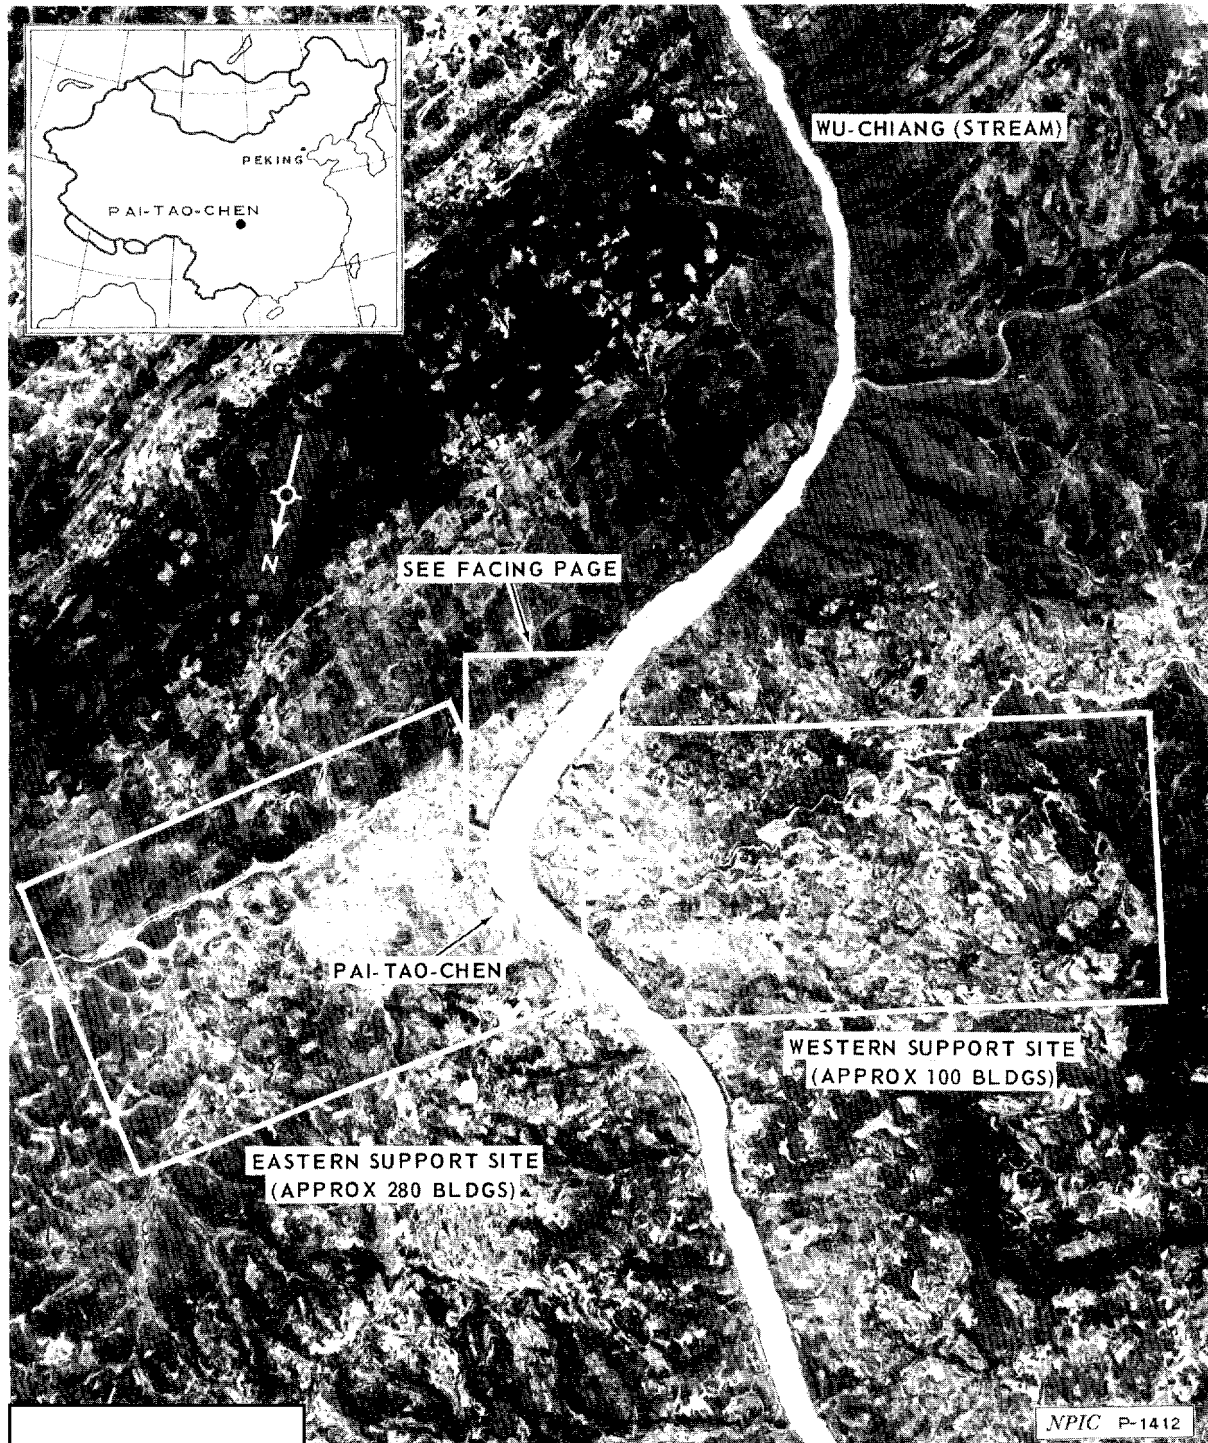 PEKING
PAI-TAO-CHEN
WU-CHIANG (STREAM)
N
SEE FACING PAGE
PAI-TAO-CHEN
WESTERN SUPPORT SITE
(APPROX 100 BLDGS)
EASTERN SUPPORT SITE
(APPROX 280 BLDGS)
NPIC P-1412